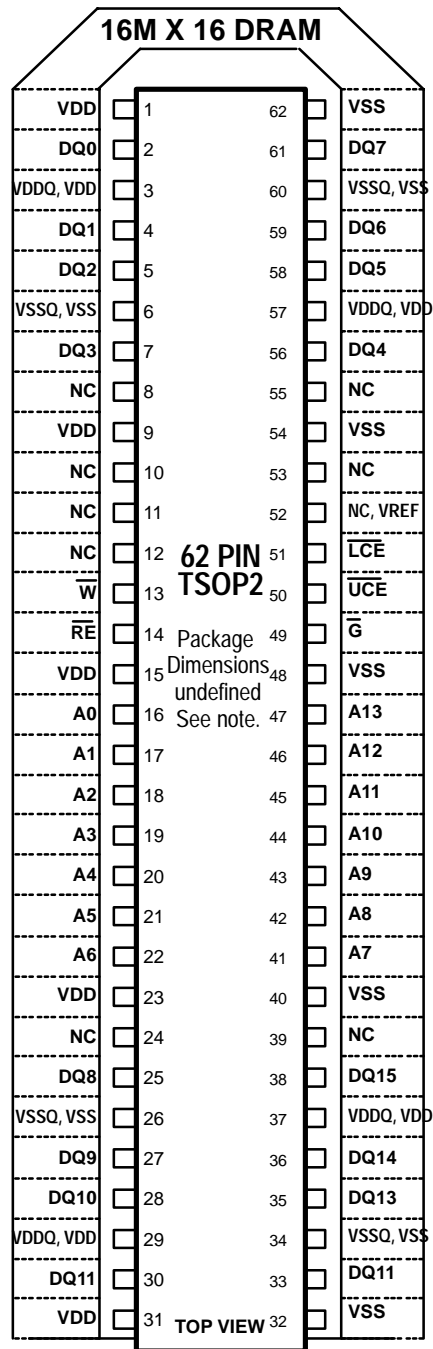 16M X 16 DRAM
VDD 1 62 VSS
DQ0 2 61 DQ7
VDDQ, VDD 3 60 VSSQ, VSS
DQ1 4 59 DQ6
DQ2 5 58 DQ5
VSSQ, VSS 6 57 VDDQ, VDD
DQ3 7 56 DQ4
NC 8 55 NC
VDD 9 54 VSS
NC 10 53 NC
NC 11 52 NC, VREF
NC 12 62 PIN 51 L̅C̅E̅
W̅ 13 TSOP2 50 U̅C̅E̅
R̅E̅ 14 Package 49 G̅
VDD 15 Dimensions 48 VSS
undefined
A0 16 See note. 47 A13
A1 17 46 A12
A2 18 45 A11
A3 19 44 A10
A4 20 43 A9
A5 21 42 A8
A6 22 41 A7
VDD 23 40 VSS
NC 24 39 NC
DQ8 25 38 DQ15
VSSQ, VSS 26 37 VDDQ, VDD
DQ9 27 36 DQ14
DQ10 28 35 DQ13
VDDQ, VDD 29 34 VSSQ, VSS
DQ11 30 33 DQ11
VDD 31 TOP VIEW 32 VSS